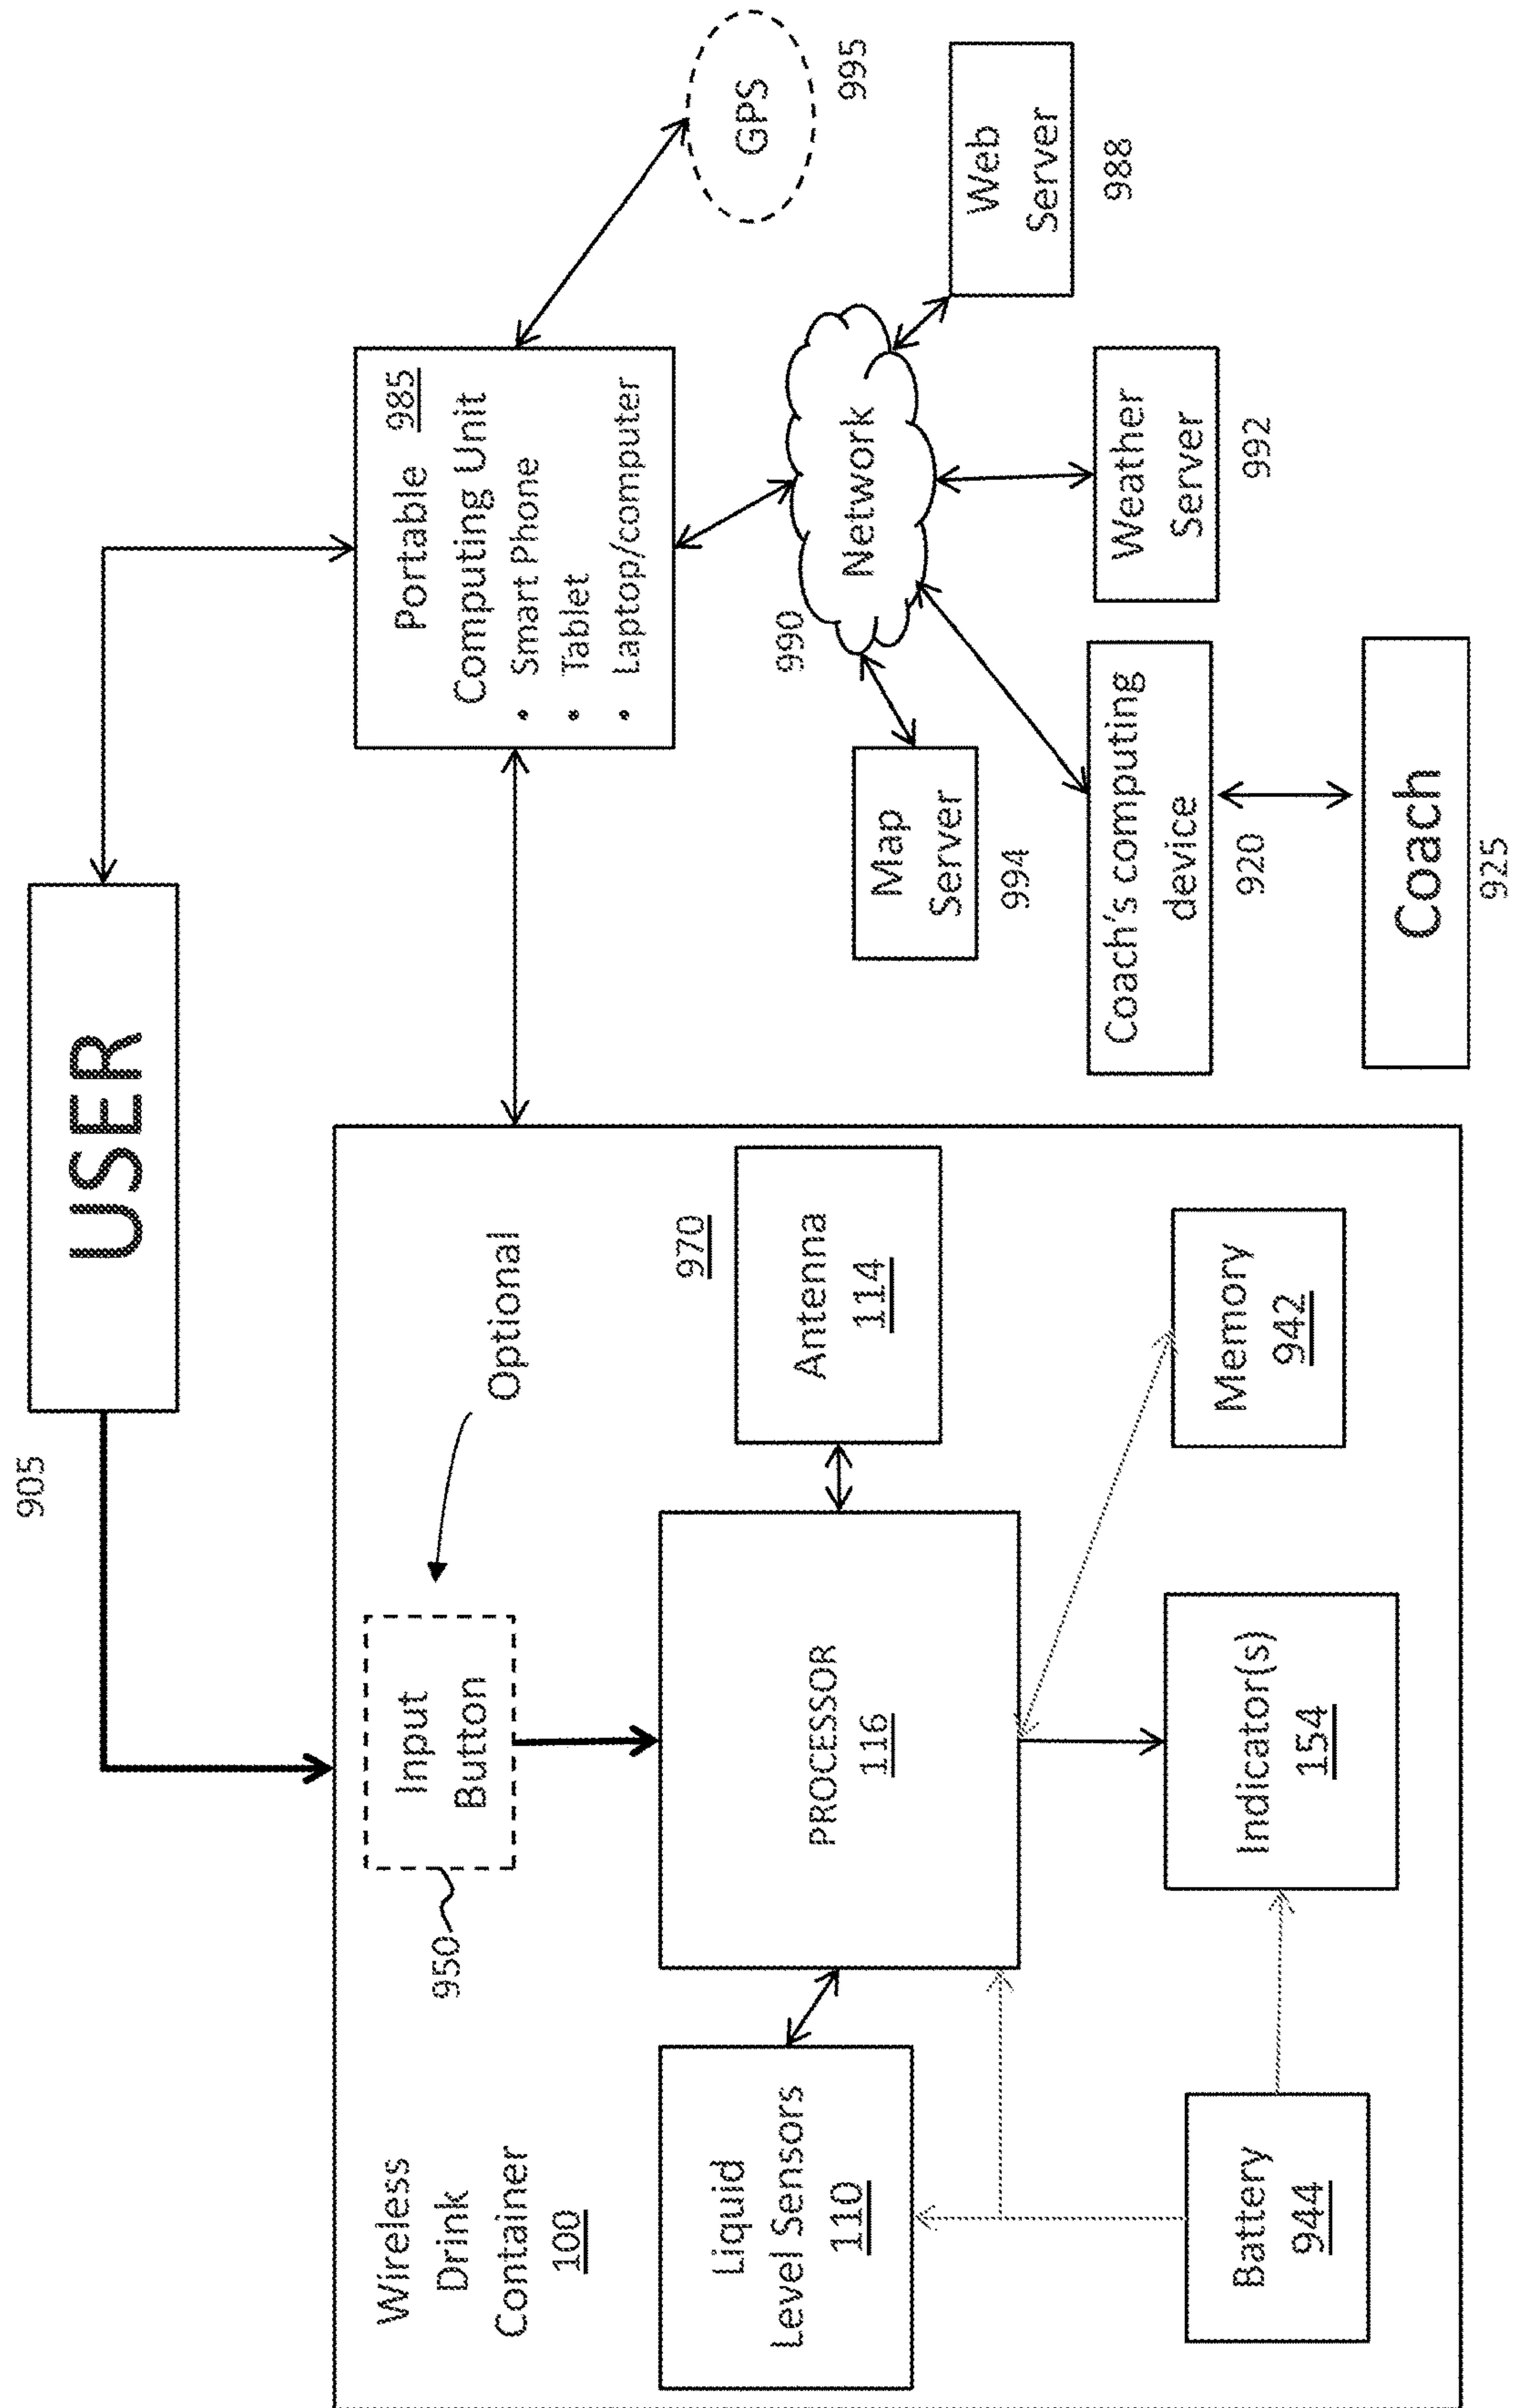 905
USER
Wireless
Drink
Container
100
950
Input
Button
Optional
Liquid
Level Sensors
110
PROCESSOR
116
970
Antenna
114
Battery
944
Indicator(s)
154
Memory
942
Portable 985
Computing Unit
• Smart Phone
• Tablet
• Laptop/computer
GPS
995
990
Network
Map
Server
994
Web
Server
988
Weather
Server
992
Coach's computing
device
920
Coach
925